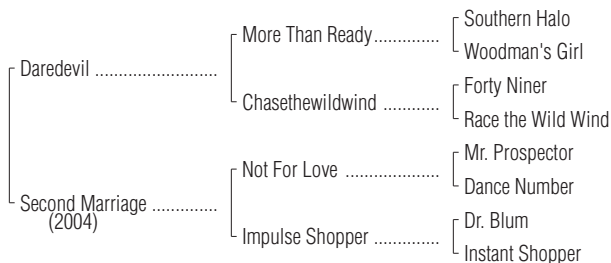 Southern Halo
More Than Ready..............
Woodman's Girl
Daredevil ..........................
Forty Niner
Chasethewildwind ............
Race the Wild Wind
Mr. Prospector
Not For Love ....................
Dance Number
Second Marriage ..............
(2004)
Dr. Blum
Impulse Shopper ..............
Instant Shopper